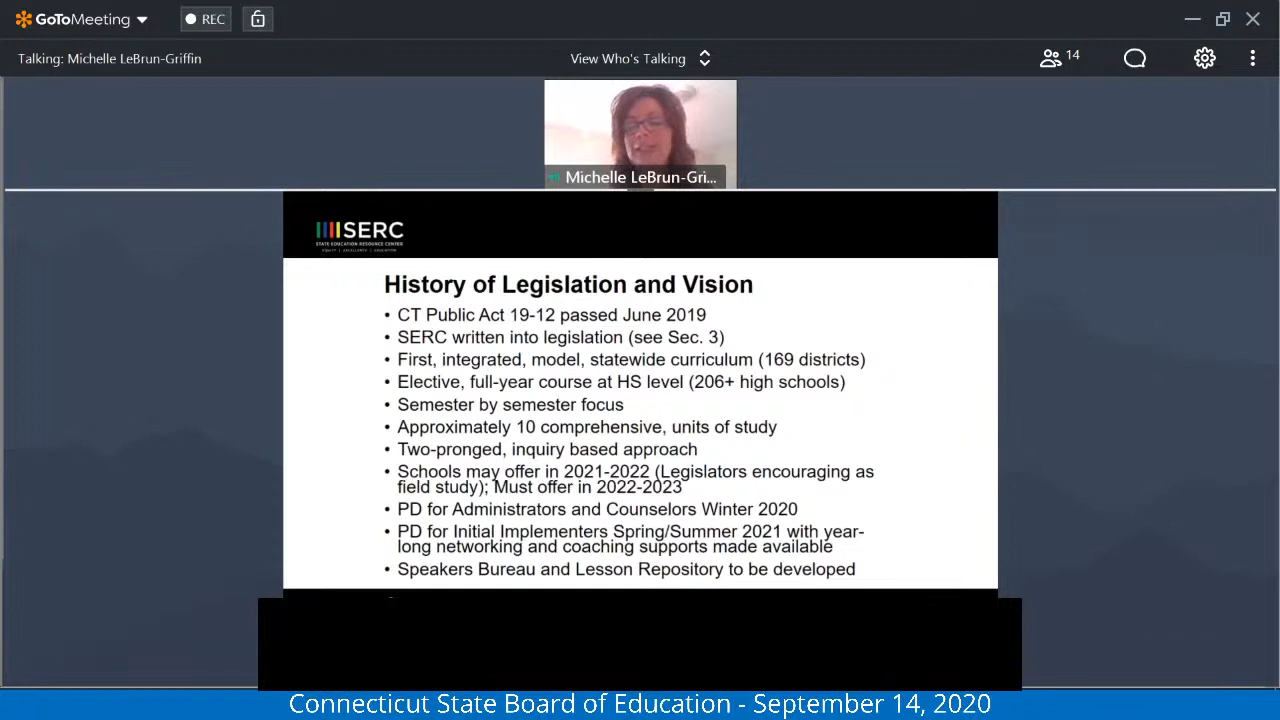 GoToMeeting
REC
Talking: Michelle LeBrun-Griffin
View Who's Talking
14
Michelle LeBrun-Gri...
SERC
STATE EDUCATION RESOURCE CENTER
EQUITY | EXCELLENCE | EDUCATION
History of Legislation and Vision
• CT Public Act 19-12 passed June 2019
• SERC written into legislation (see Sec. 3)
• First, integrated, model, statewide curriculum (169 districts)
• Elective, full-year course at HS level (206+ high schools)
• Semester by semester focus
• Approximately 10 comprehensive, units of study
• Two-pronged, inquiry based approach
• Schools may offer in 2021-2022 (Legislators encouraging as
field study); Must offer in 2022-2023
• PD for Administrators and Counselors Winter 2020
• PD for Initial Implementers Spring/Summer 2021 with year-
long networking and coaching supports made available
• Speakers Bureau and Lesson Repository to be developed
Connecticut State Board of Education - September 14, 2020